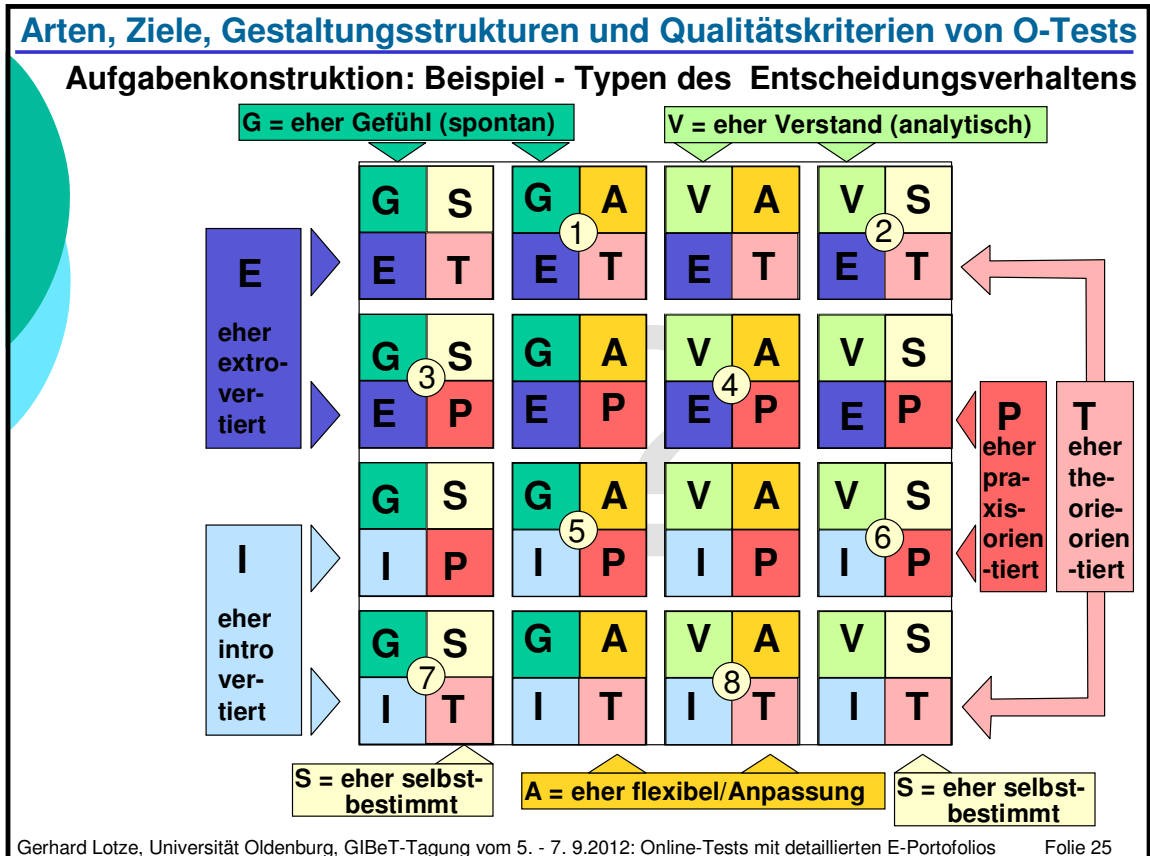 Arten, Ziele, Gestaltungsstrukturen und Qualitätskriterien von O-Tests
Aufgabenkonstruktion: Beispiel - Typen des Entscheidungsverhaltens
G = eher Gefühl (spontan)
V = eher Verstand (analytisch)
G S G A V A V S
1 2
E T E T E T E T
G S G A V A V S
3 4
E P E P E P E P
G S G A V A V S
5 6
I P I P I P I P
G S G A V A V S
7 8
I T I T I T I T
E
eher
extro-
ver-
tiert
I
eher
intro
ver-
tiert
P
eher
pra-
xis-
orien
-tiert
T
eher
the-
orie-
orien
-tiert
S = eher selbst-
bestimmt
A = eher flexibel/Anpassung
S = eher selbst-
bestimmt
Gerhard Lotze, Universität Oldenburg, GIBeT-Tagung vom 5. - 7. 9.2012: Online-Tests mit detaillierten E-Portofolios Folie 25